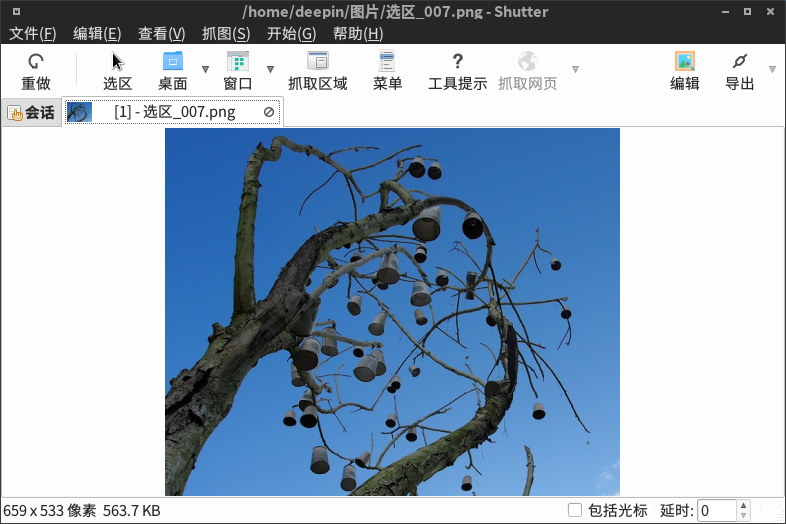 /home/deepin/图片/选区_007.png - Shutter
文件(F) 编辑(E) 查看(V) 抓图(S) 开始(G) 帮助(H)
重做 选区 桌面 窗口 抓取区域 菜单 工具提示 抓取网页 编辑 导出
会话 [1] - 选区_007.png
659 x 533 像素 563.7 KB 包括光标 延时: 0